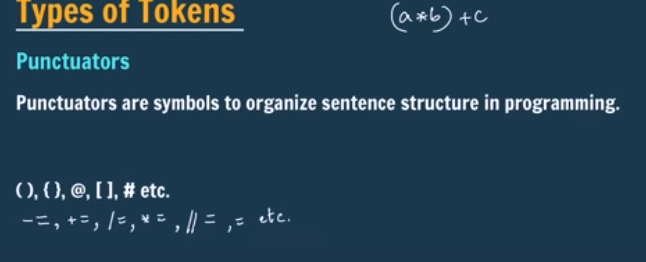 Types of Tokens
(a*b)+c
Punctuators
Punctuators are symbols to organize sentence structure in programming.
( ), { }, @, [ ], # etc.
-=, +=, /=, *=, //=, = etc.